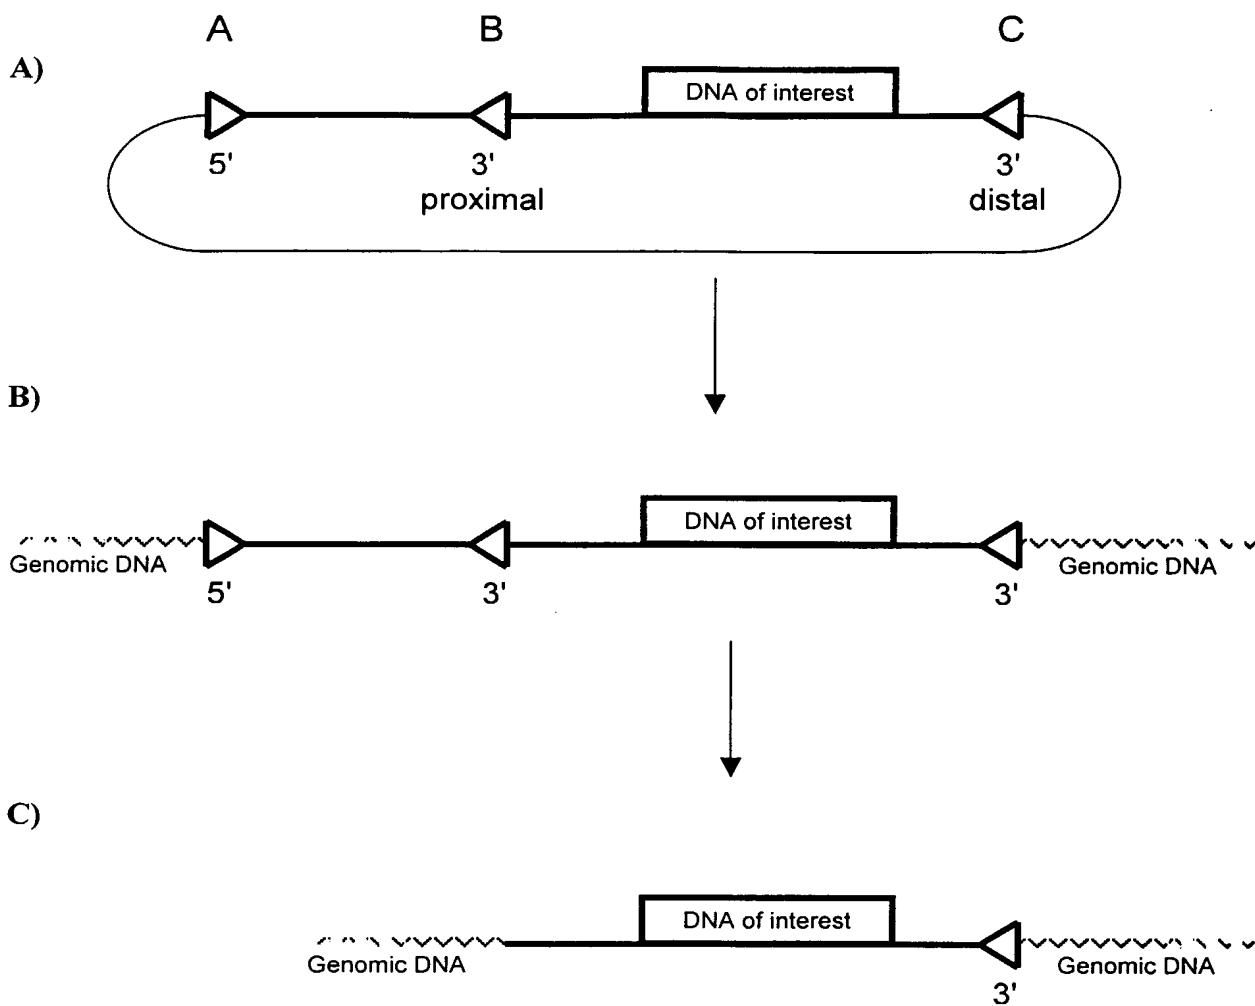 A B C
A)
DNA of interest
5' 3' 3'
proximal distal
B)
DNA of interest
Genomic DNA Genomic DNA
5' 3' 3'
C)
DNA of interest
Genomic DNA Genomic DNA
3'